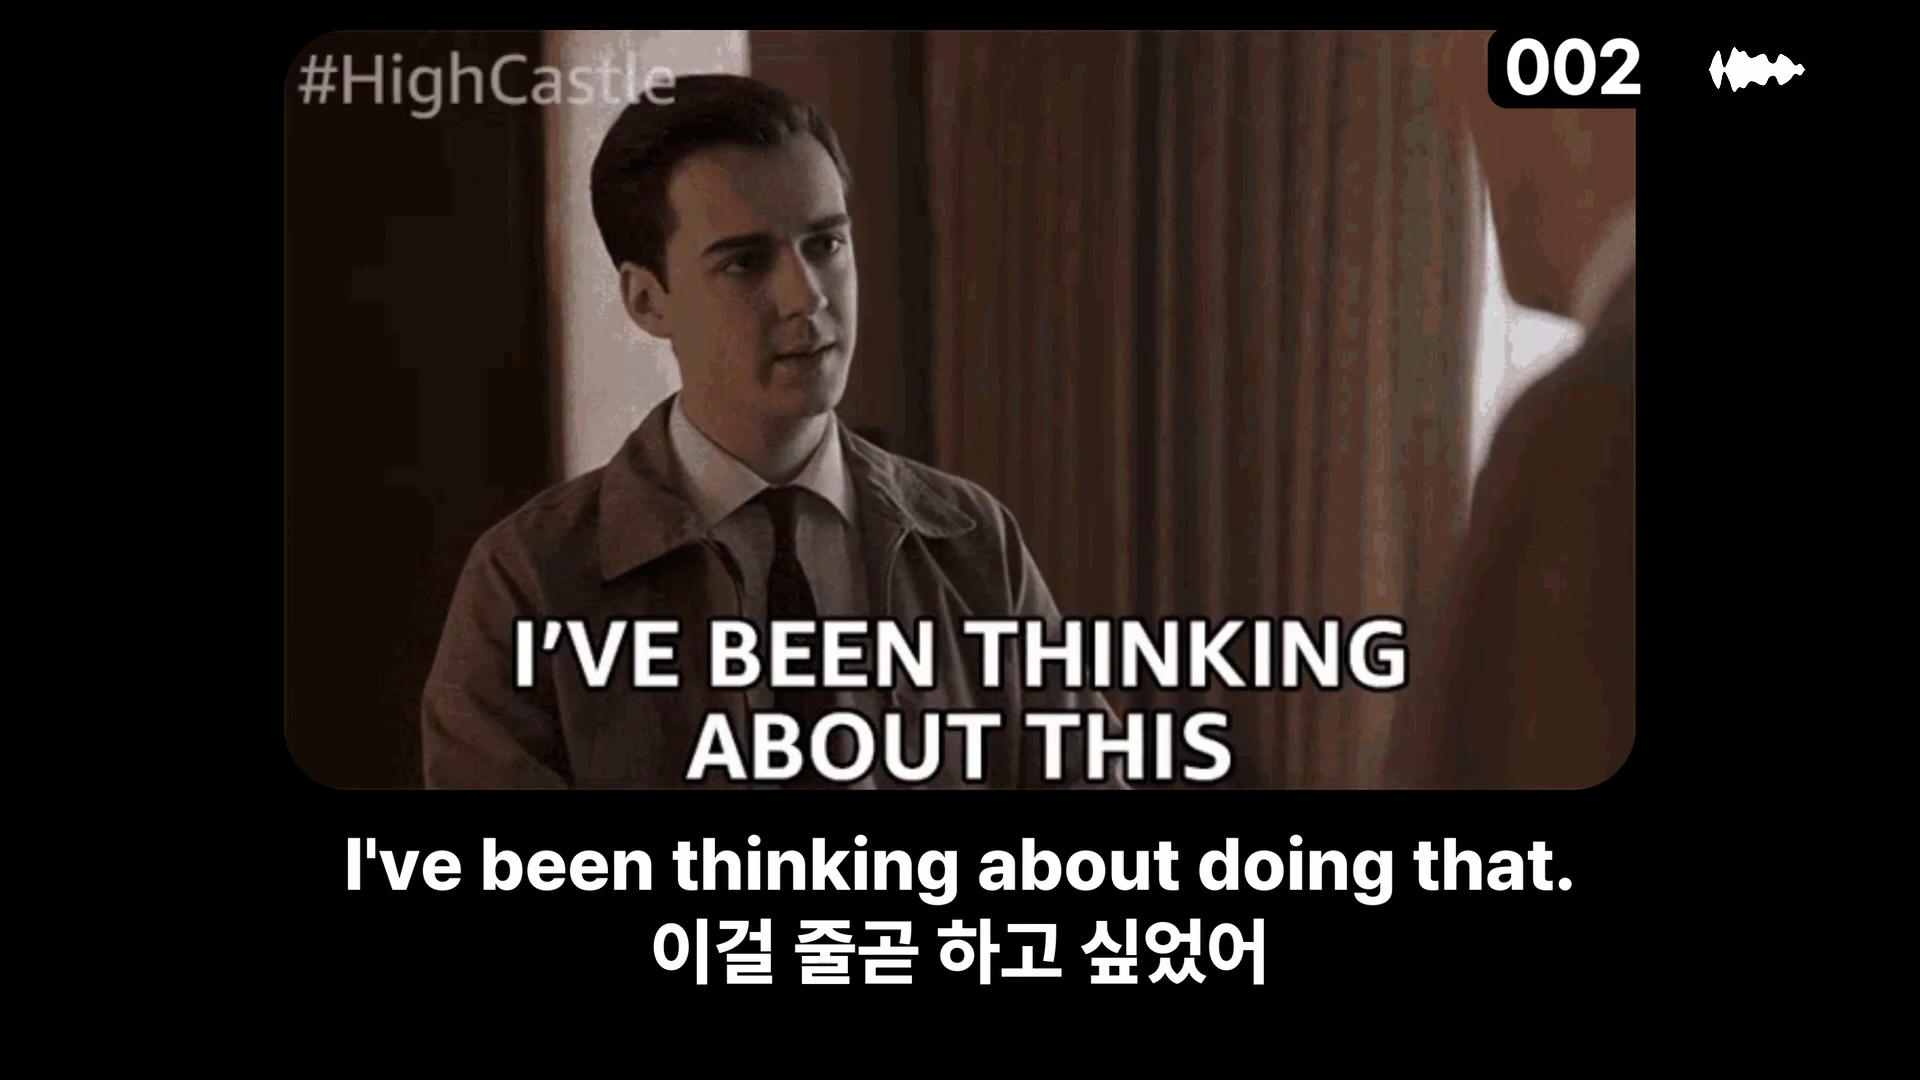 #HighCastle
002
I'VE BEEN THINKING
ABOUT THIS
I've been thinking about doing that.
이걸 줄곧 하고 싶었어